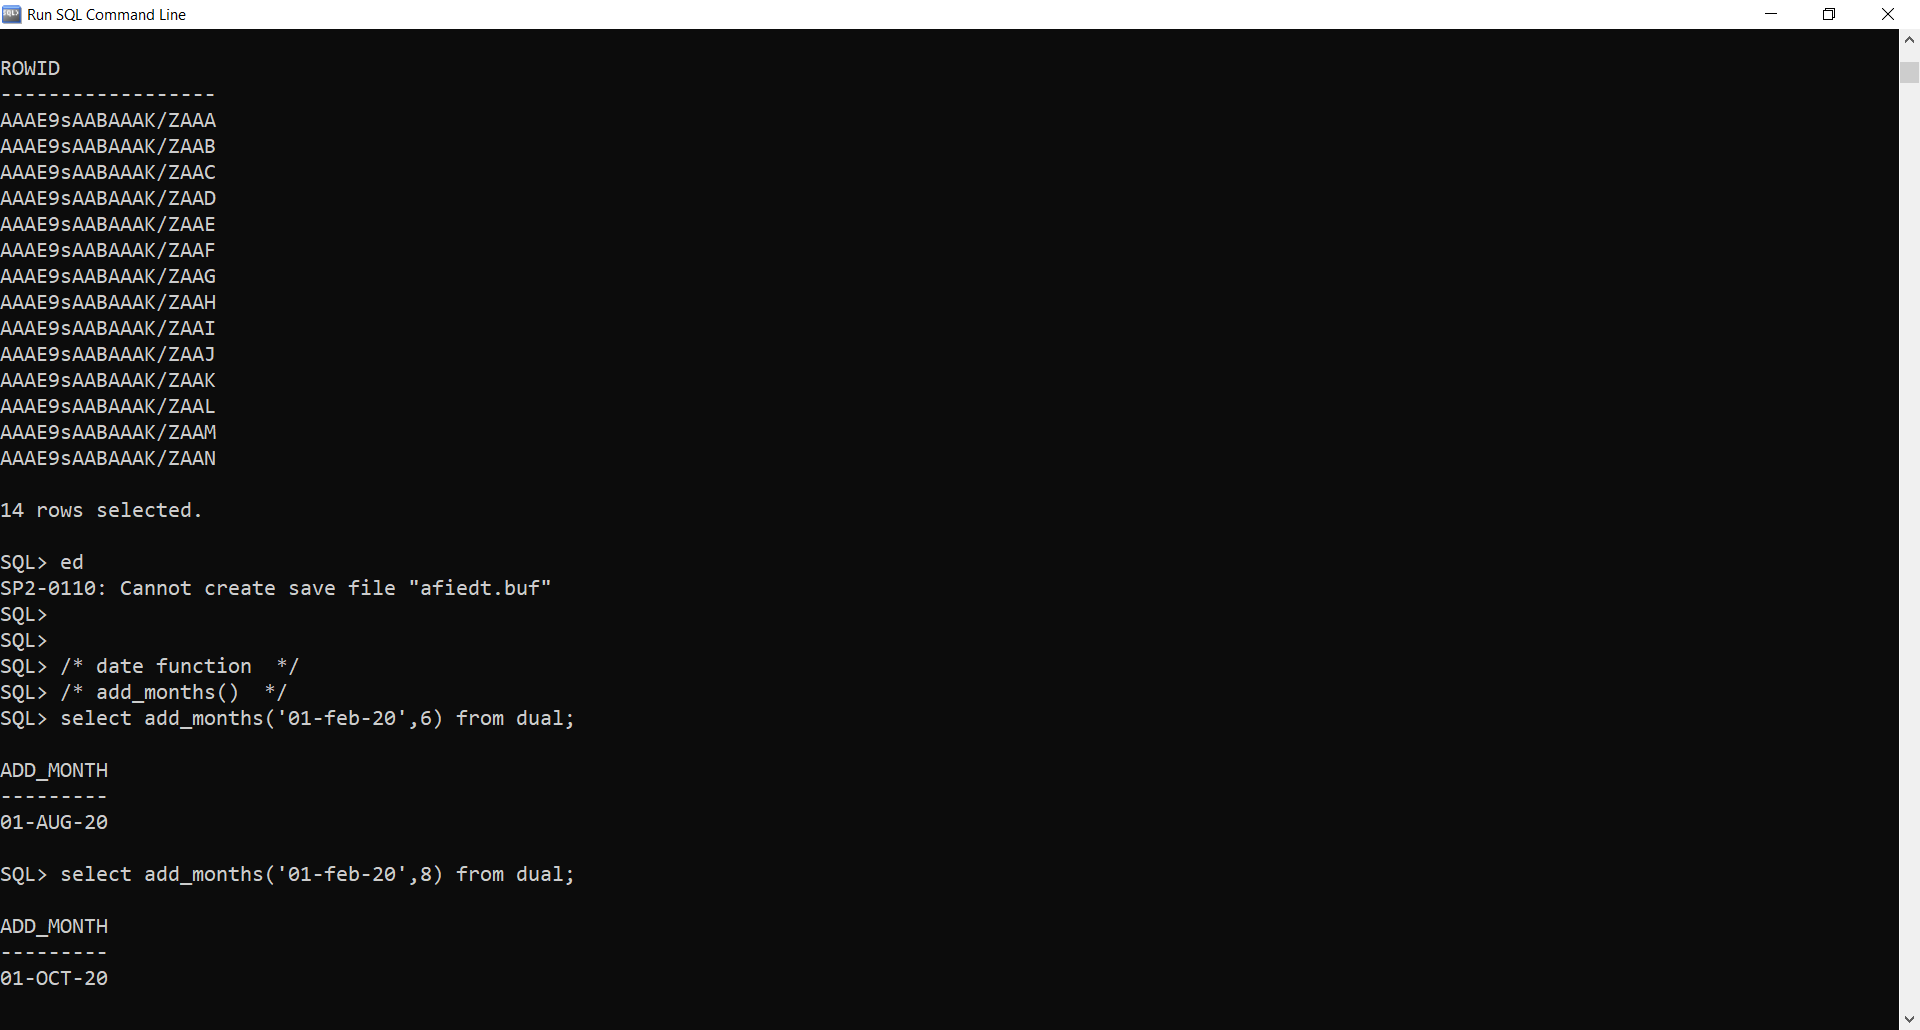 Run SQL Command Line
ROWID
------------------
AAAE9sAABAAAK/ZAAA
AAAE9sAABAAAK/ZAAB
AAAE9sAABAAAK/ZAAC
AAAE9sAABAAAK/ZAAD
AAAE9sAABAAAK/ZAAE
AAAE9sAABAAAK/ZAAF
AAAE9sAABAAAK/ZAAG
AAAE9sAABAAAK/ZAAH
AAAE9sAABAAAK/ZAAI
AAAE9sAABAAAK/ZAAJ
AAAE9sAABAAAK/ZAAK
AAAE9sAABAAAK/ZAAL
AAAE9sAABAAAK/ZAAM
AAAE9sAABAAAK/ZAAN
14 rows selected.
SQL> ed
SP2-0110: Cannot create save file "afiedt.buf"
SQL>
SQL>
SQL> /* date function  */
SQL> /* add_months()  */
SQL> select add_months('01-feb-20',6) from dual;
ADD_MONTH
---------
01-AUG-20
SQL> select add_months('01-feb-20',8) from dual;
ADD_MONTH
---------
01-OCT-20